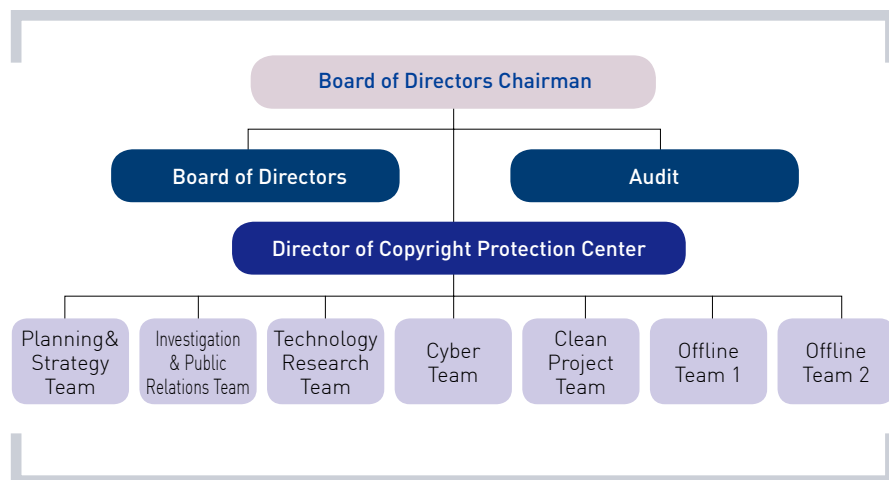 Board of Directors Chairman
Board of Directors
Audit
Director of Copyright Protection Center
Planning&
Strategy
Team
Investigation
& Public
Relations Team
Technology
Research
Team
Cyber
Team
Clean
Project
Team
Offline
Team 1
Offline
Team 2